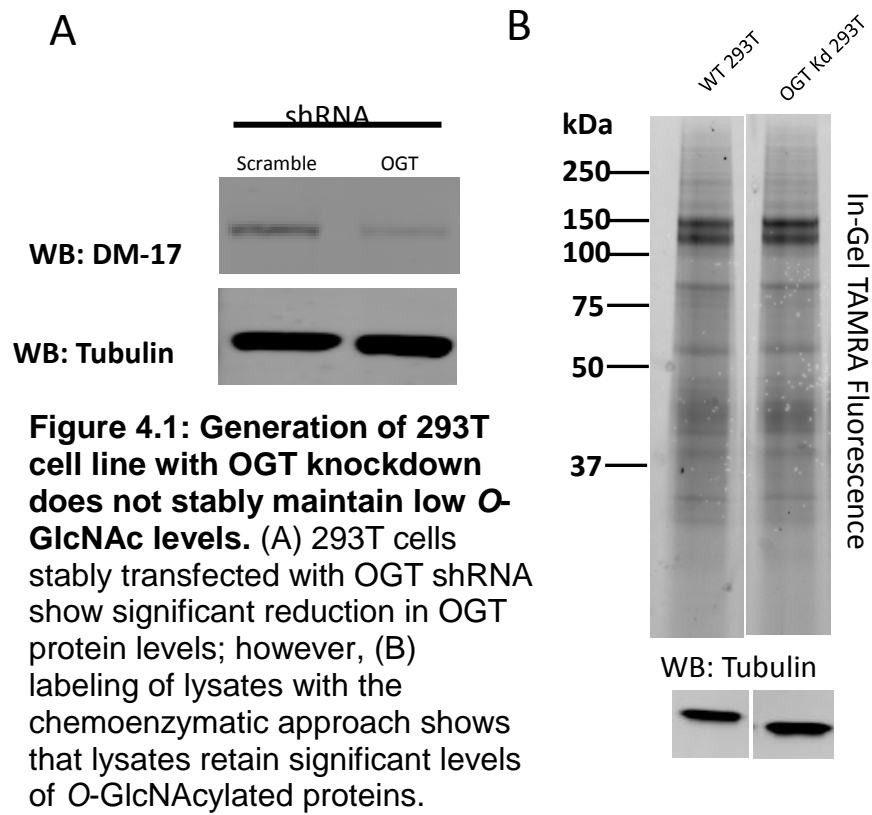 A
shRNA
Scramble OGT
WB: DM-17
WB: Tubulin
Figure 4.1: Generation of 293T
cell line with OGT knockdown
does not stably maintain low O-
GlcNAc levels. (A) 293T cells
stably transfected with OGT shRNA
show significant reduction in OGT
protein levels; however, (B)
labeling of lysates with the
chemoenzymatic approach shows
that lysates retain significant levels
of O-GlcNAcylated proteins.
B
WT 293T
OGT Kd 293T
kDa
250
150
100
75
50
37
In-Gel TAMRA Fluorescence
WB: Tubulin